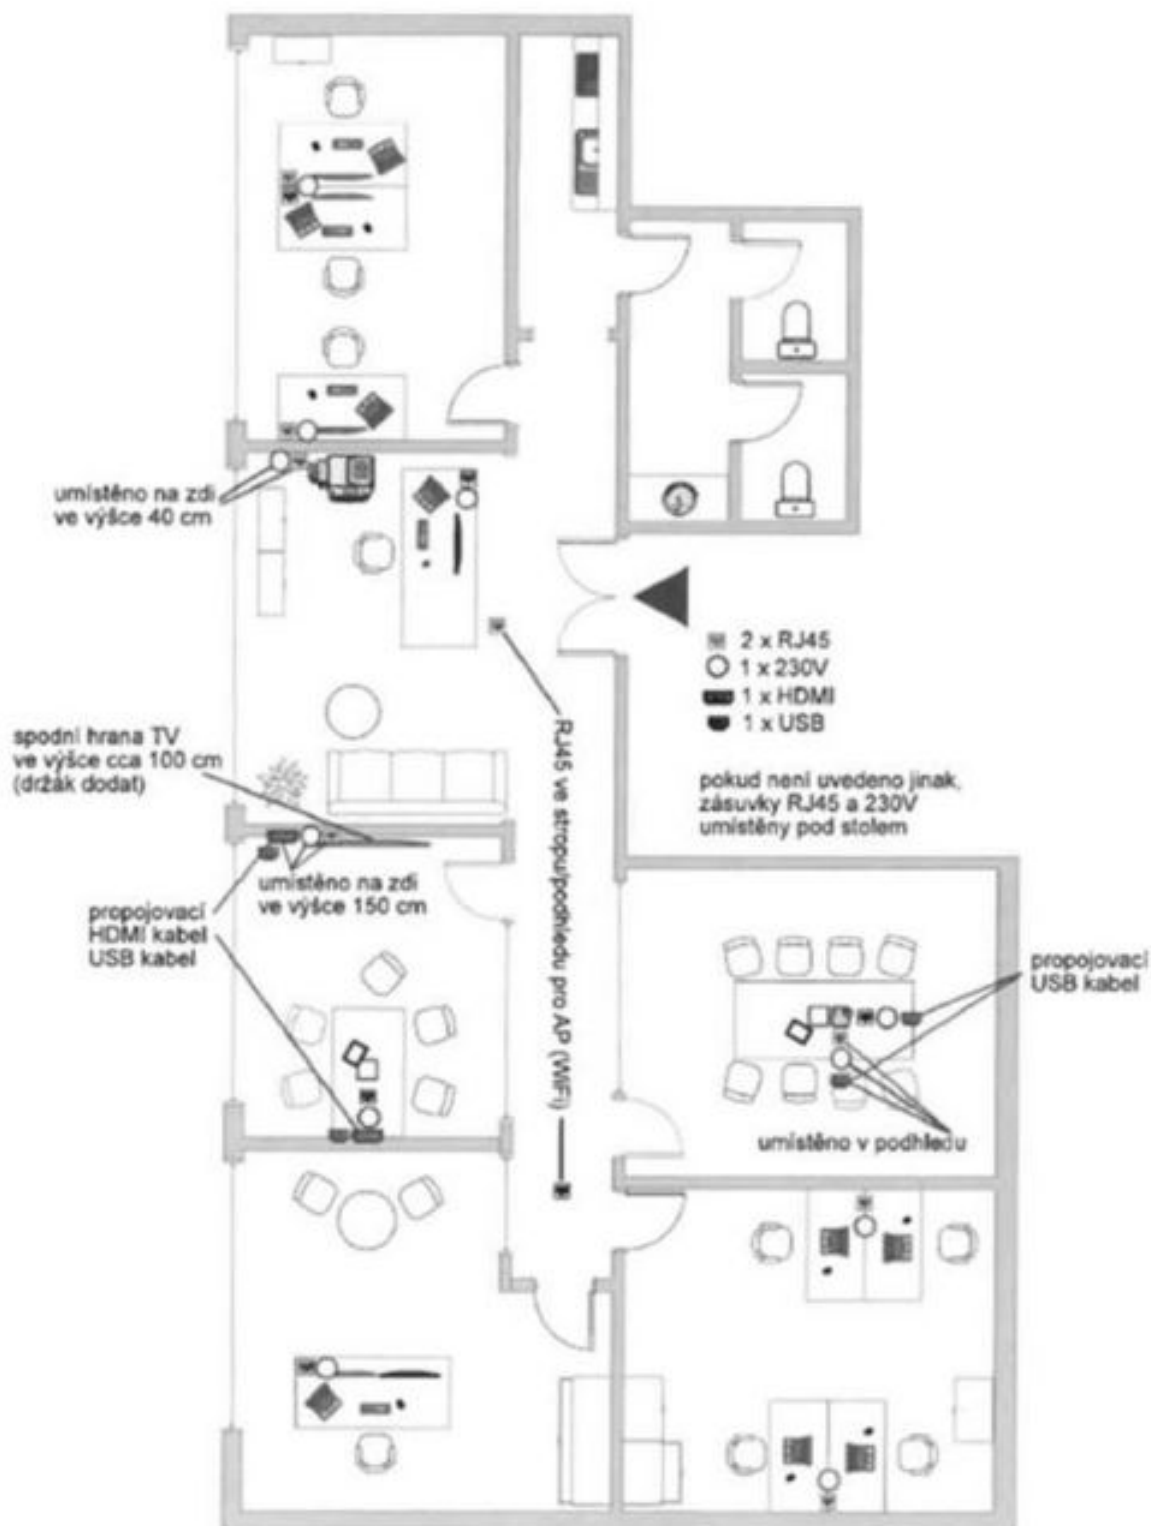 umístěno na zdi
ve výšce 40 cm
2 x RJ45
1 x 230V
1 x HDMI
1 x USB
spodní hrana TV
ve výšce cca 100 cm
(držák dodat)
RJ45 ve stropu/podhledu pro AP (WiFi)
pokud není uvedeno jinak,
zásuvky RJ45 a 230V
umístěny pod stolem
umístěno na zdi
ve výšce 150 cm
propojovací
HDMI kabel
USB kabel
propojovací
USB kabel
umístěno v podhledu